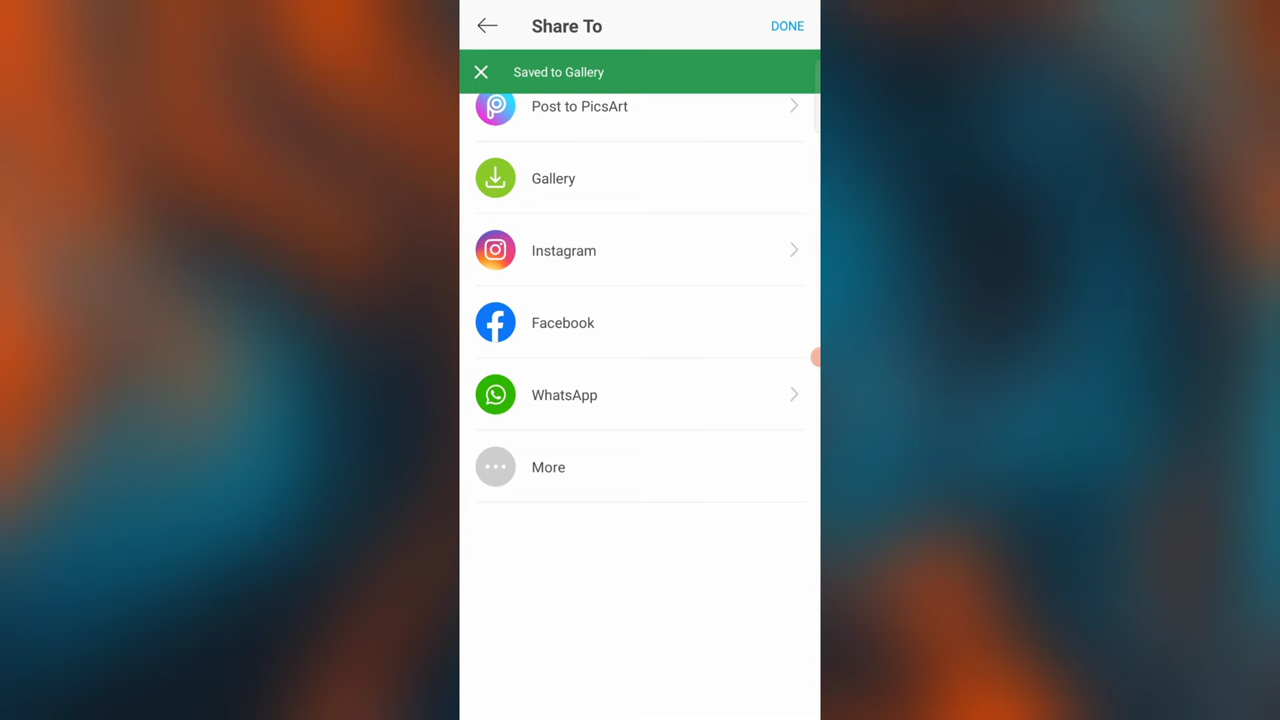 Share To
DONE
Saved to Gallery
Post to PicsArt
Gallery
Instagram
Facebook
WhatsApp
More